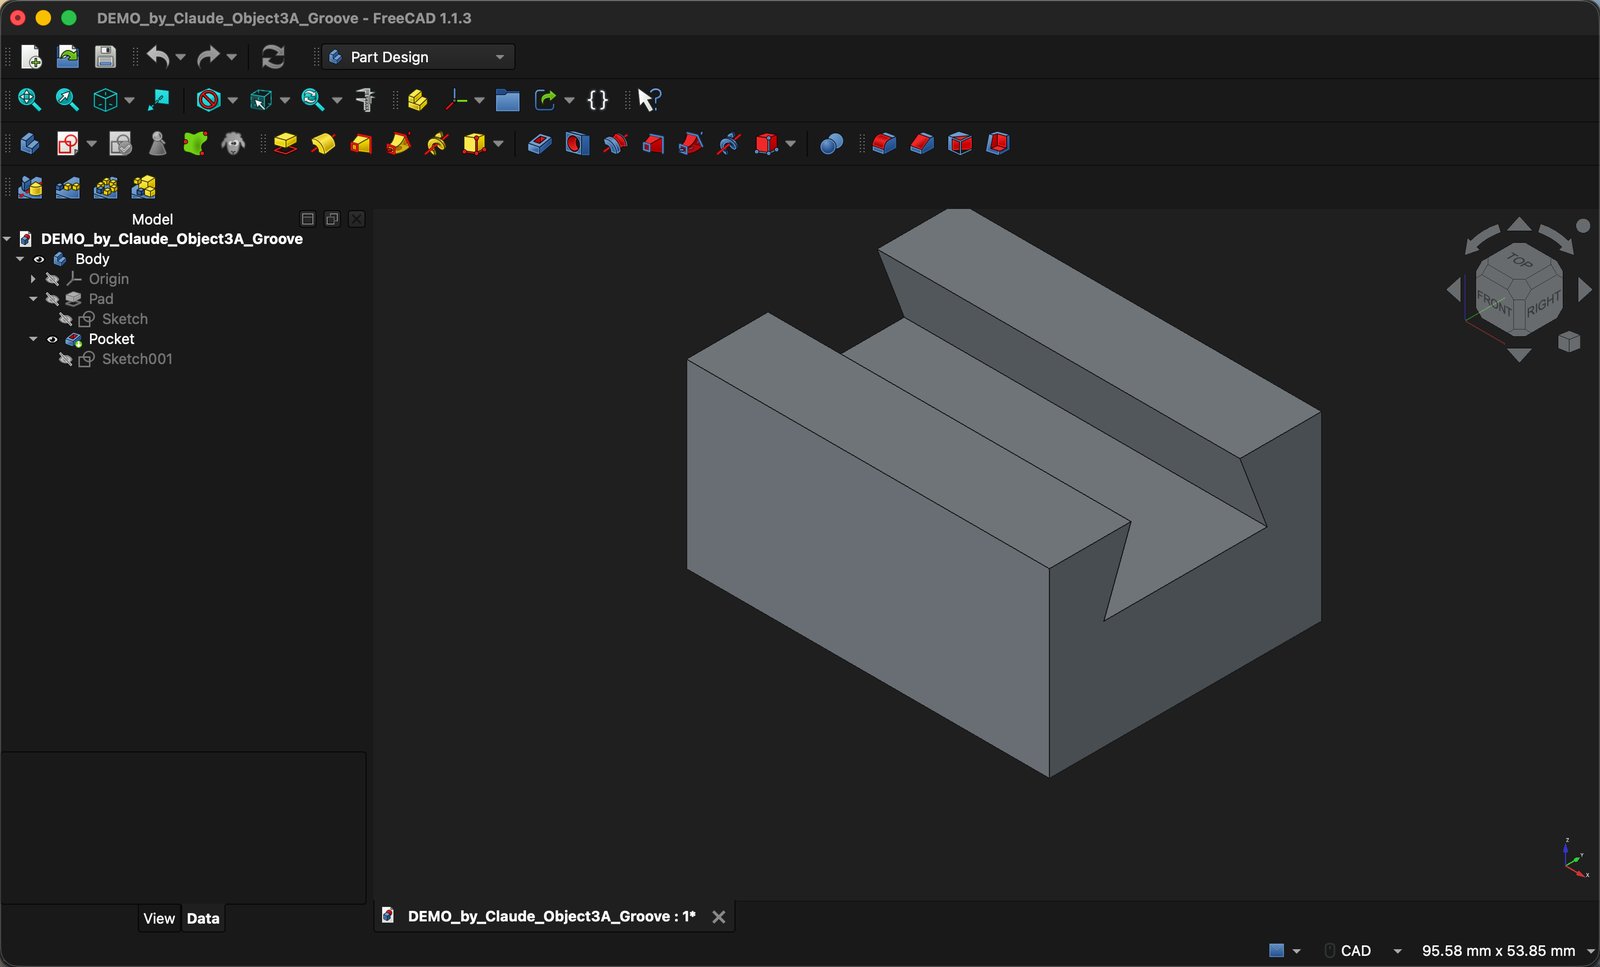 DEMO_by_Claude_Object3A_Groove - FreeCAD 1.1.3
Part Design
Model
DEMO_by_Claude_Object3A_Groove
Body
Origin
Pad
Sketch
Pocket
Sketch001
TOP
FRONT
RIGHT
z
Y
x
View
Data
DEMO_by_Claude_Object3A_Groove : 1*
CAD
95.58 mm x 53.85 mm